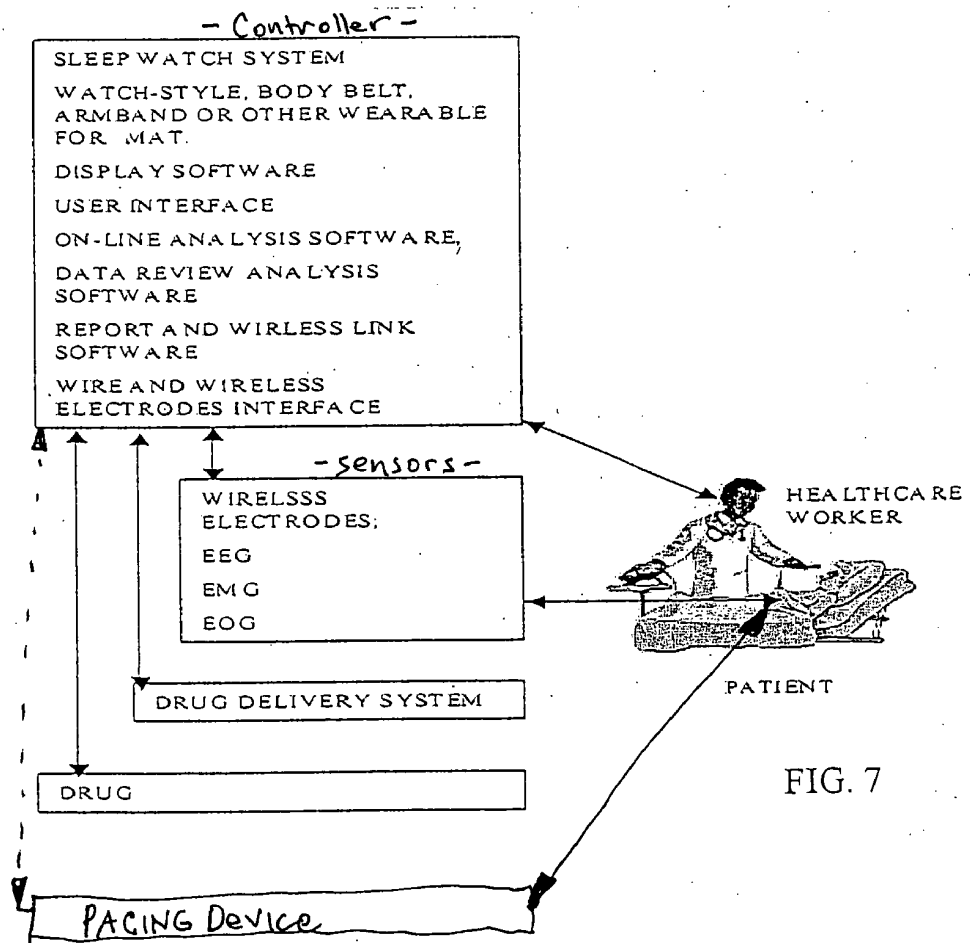 - Controller -
SLEEP WATCH SYSTEM
WATCH-STYLE, BODY BELT,
ARMBAND OR OTHER WEARABLE
FOR MAT.
DISPLAY SOFTWARE
USER INTERFACE
ON-LINE ANALYSIS SOFTWARE,
DATA REVIEW ANALYSIS
SOFTWARE
REPORT AND WIRLESS LINK
SOFTWARE
WIRE AND WIRELESS
ELECTRODES INTERFACE
- sensors -
WIRELSSS
ELECTRODES;
EEG
EMG
EOG
HEALTHCARE
WORKER
PATIENT
DRUG DELIVERY SYSTEM
DRUG
FIG. 7
PACING Device